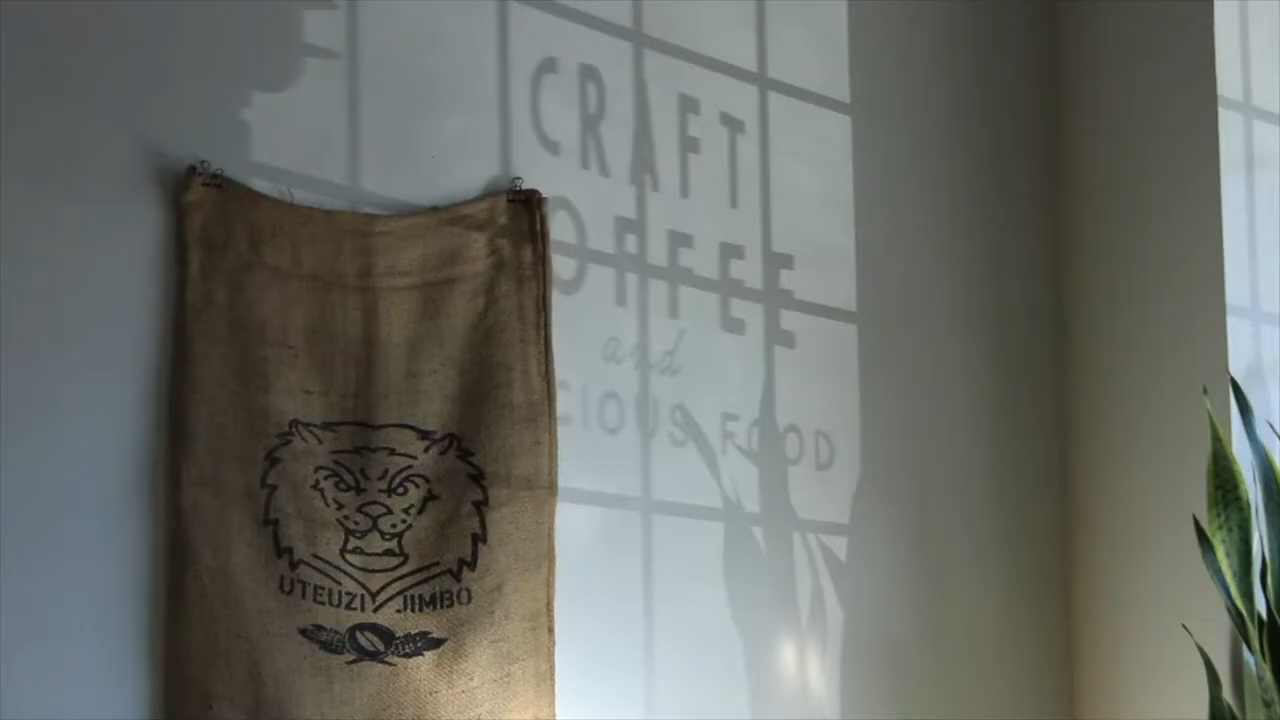 CRAFT
OFFEE
and
CIOUS FOOD
UTEUZI JIMBO